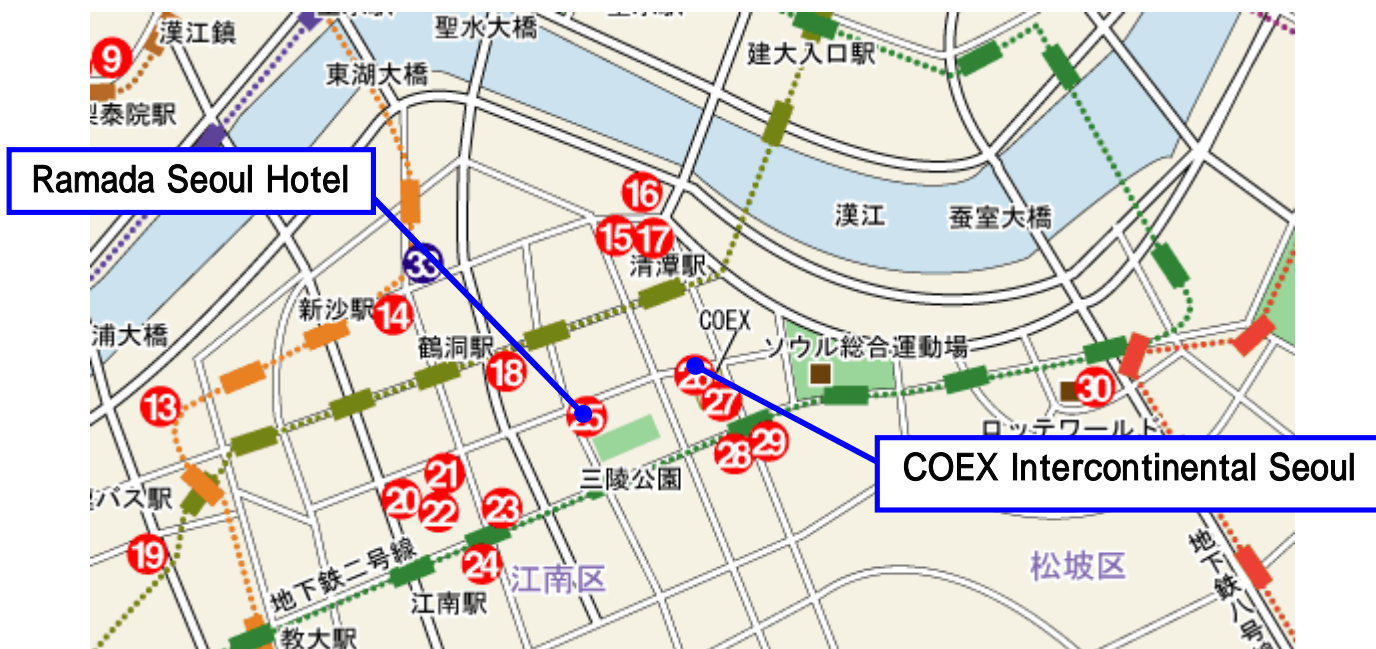 漢江鎮
聖水大橋
9
東湖大橋
建大入口駅
泰院駅
Ramada Seoul Hotel
16
漢江
蚕室大橋
15
17
清潭駅
33
新沙駅
14
浦大橋
COEX
鶴洞駅
ソウル総合運動場
18
26
27
30
13
25
ロッテワールド
28
29
COEX Intercontinental Seoul
三陵公園
21
20
22
23
バス駅
19
24
地下鉄二号線
江南区
松坡区
地下鉄八号
江南駅
教大駅